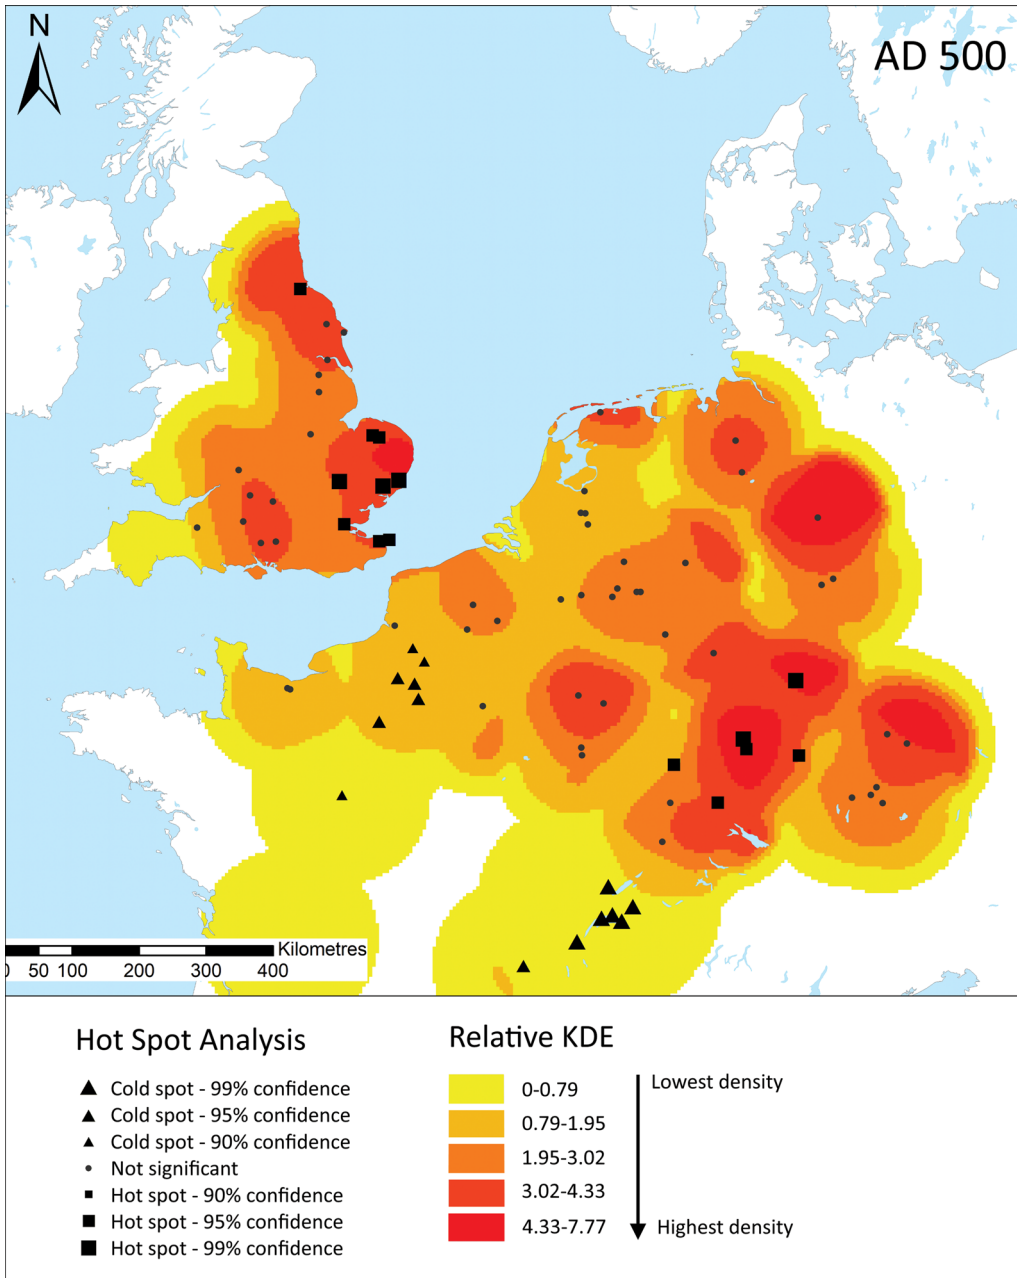 N
AD 500
Kilometres
0 50 100 200 300 400
Hot Spot Analysis
Cold spot - 99% confidence
Cold spot - 95% confidence
Cold spot - 90% confidence
Not significant
Hot spot - 90% confidence
Hot spot - 95% confidence
Hot spot - 99% confidence
Relative KDE
0-0.79
0.79-1.95
1.95-3.02
3.02-4.33
4.33-7.77
Lowest density
Highest density